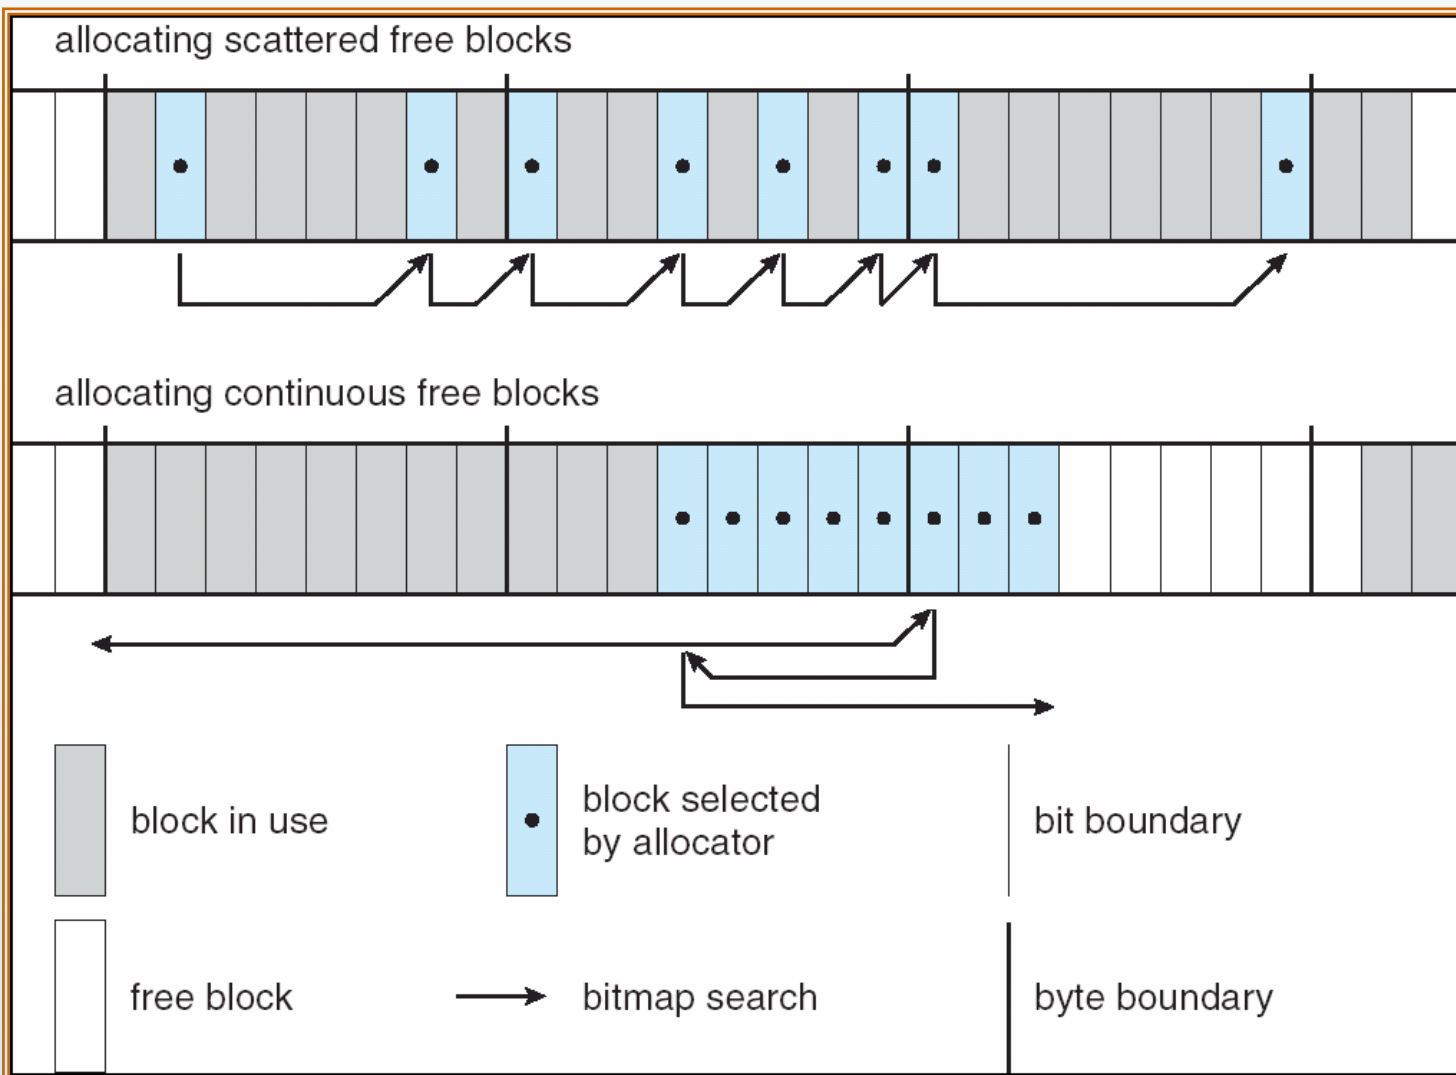 allocating scattered free blocks
allocating continuous free blocks
block in use
block selected
by allocator
bit boundary
free block
bitmap search
byte boundary